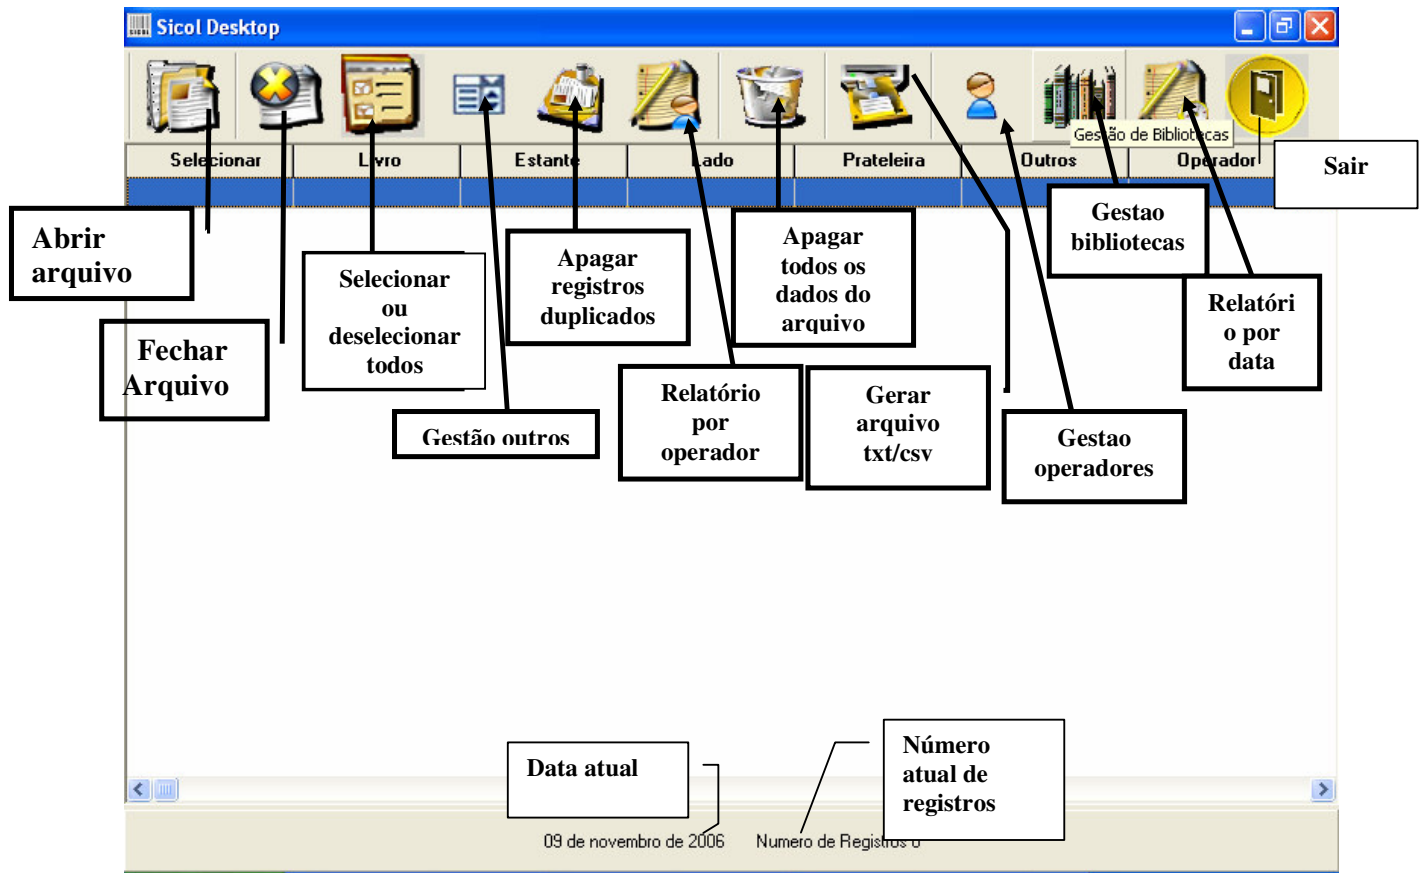 Sicol Desktop
Gestão de Bibliotecas
Selecionar Livro Estante Lado Prateleira Outros Operador
Sair
Abrir
arquivo
Fechar
Arquivo
Selecionar
ou
deselecionar
todos
Gestão outros
Apagar
registros
duplicados
Relatório
por
operador
Apagar
todos os
dados do
arquivo
Gerar
arquivo
txt/csv
Gestao
operadores
Gestao
bibliotecas
Relatóri
o por
data
Data atual
Número
atual de
registros
09 de novembro de 2006 Numero de Registros 0